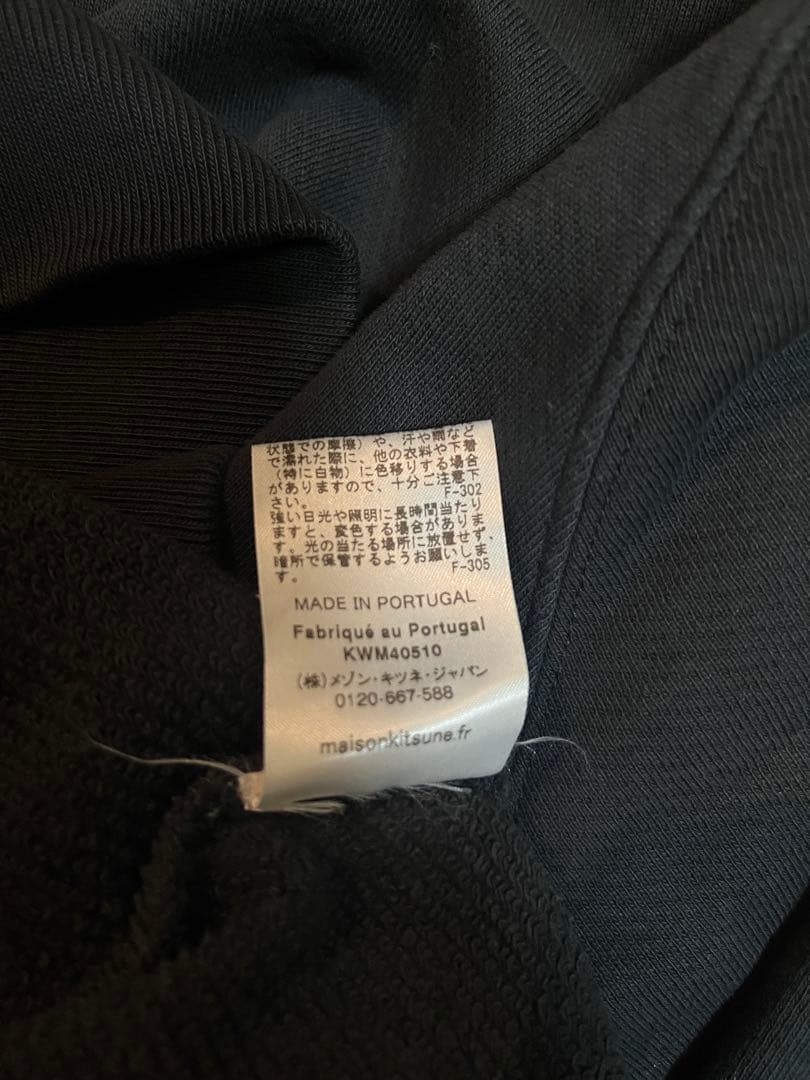 状態での摩擦）や、汗や雨など
で濡れた際に、他の衣料や下着
（特に白物）に色移りする場合
がありますので、十分ご注意下
さい。 F-302
強い日光や照明に長時間当たり
ますと、変色する場合がありま
す。光の当たる場所に放置せず、
暗所で保管するようお願いしま
す。 F-305
MADE IN PORTUGAL
Fabriqué au Portugal
KWM40510
（株）メゾン・キツネ・ジャパン
0120-667-588
maisonkitsune.fr